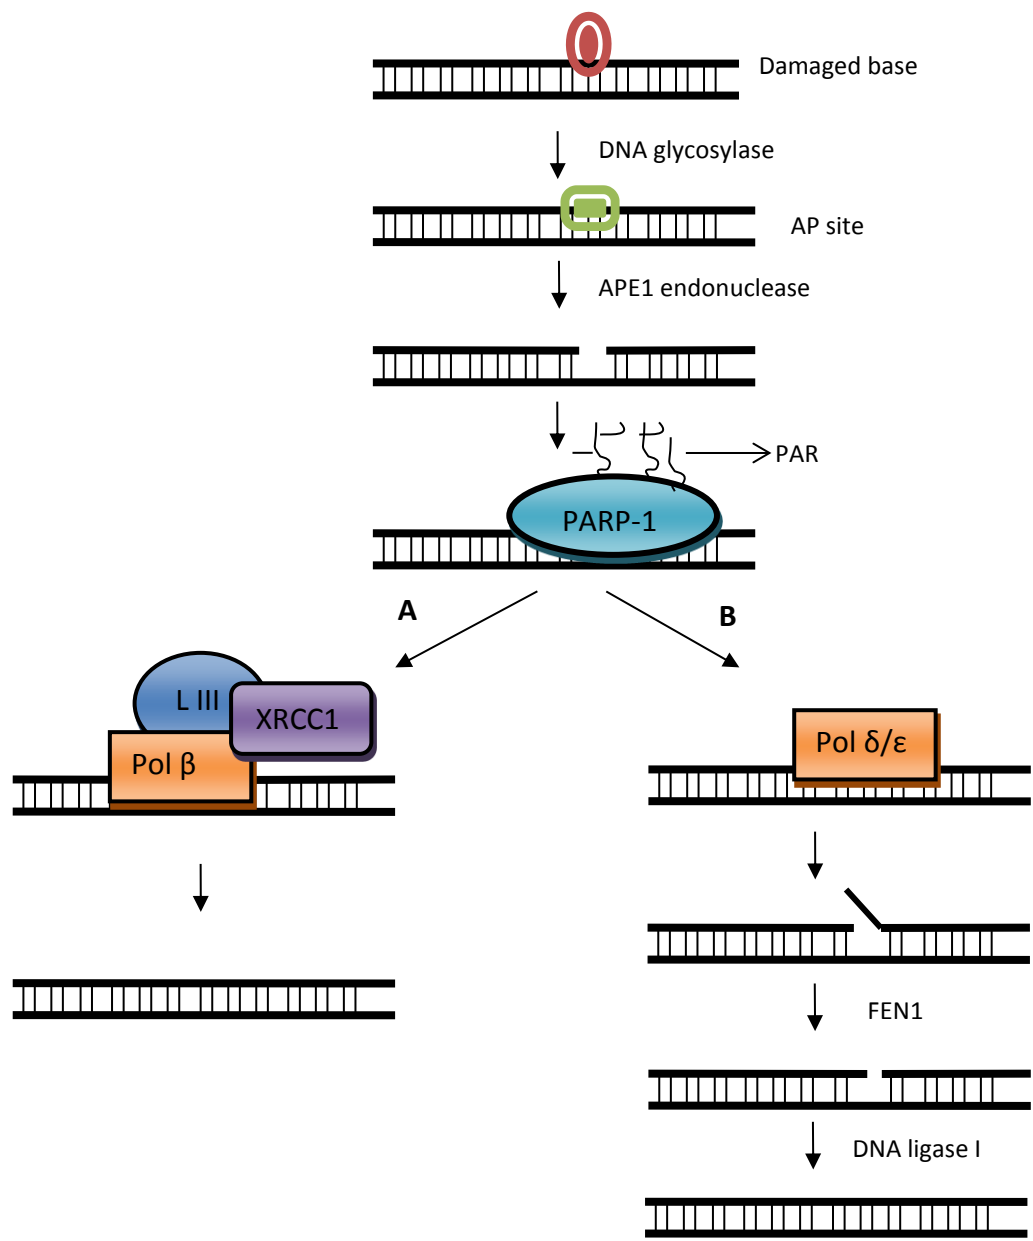 Damaged base
DNA glycosylase
AP site
APE1 endonuclease
PAR
PARP-1
A
B
L III
XRCC1
Pol β
Pol δ/ε
FEN1
DNA ligase I